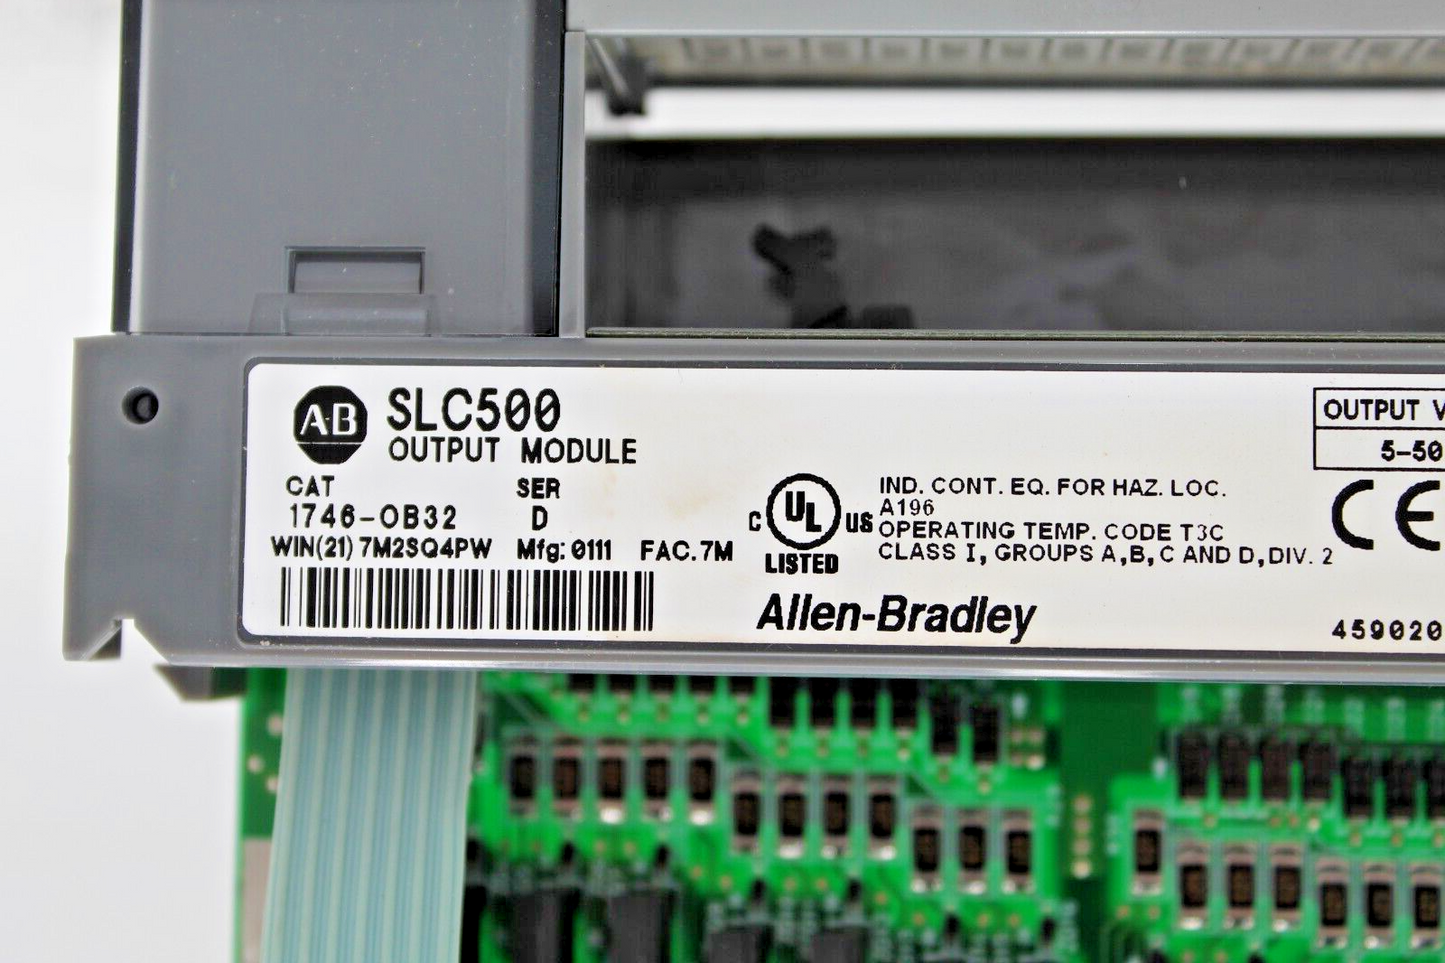 AB SLC500
OUTPUT MODULE
CAT SER
1746-OB32 D
WIN(21) 7M2SQ4PW Mfg: 0111 FAC. 7M
C UL US
LISTED
IND. CONT. EQ. FOR HAZ. LOC.
A196
OPERATING TEMP. CODE T3C
CLASS I, GROUPS A, B, C AND D, DIV. 2
Allen-Bradley
OUTPUT V
5-50
CE
459020